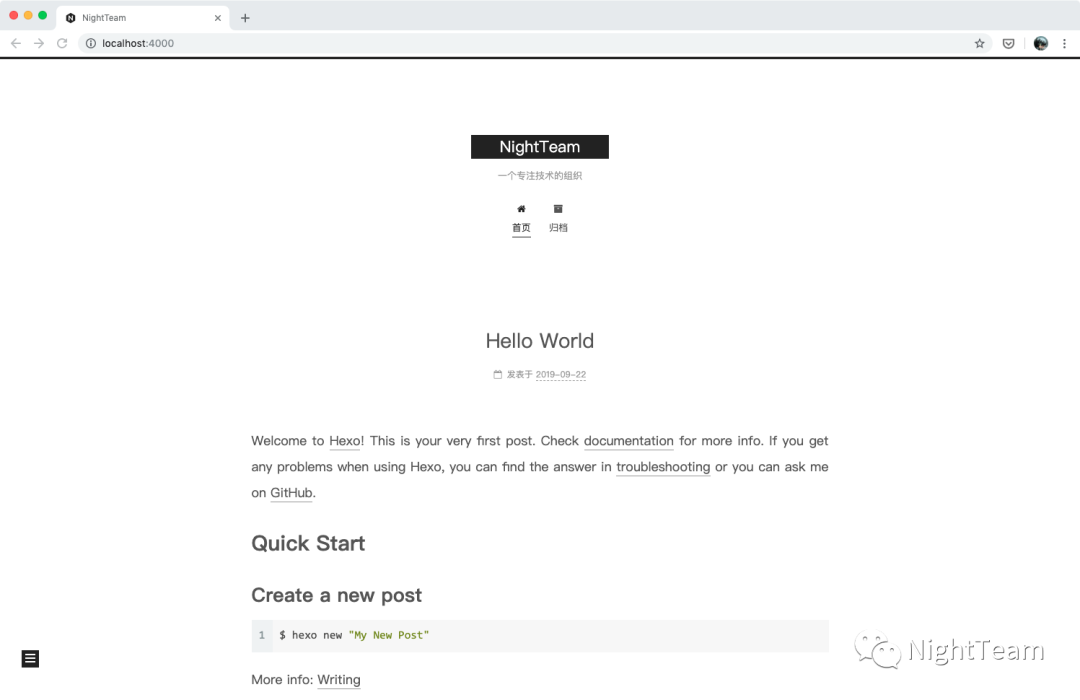 NightTeam
localhost:4000
NightTeam
一个专注技术的组织
首页 归档
Hello World
发表于 2019-09-22
Welcome to Hexo! This is your very first post. Check documentation for more info. If you get
any problems when using Hexo, you can find the answer in troubleshooting or you can ask me
on GitHub.
Quick Start
Create a new post
1 $ hexo new "My New Post"
More info: Writing
NightTeam